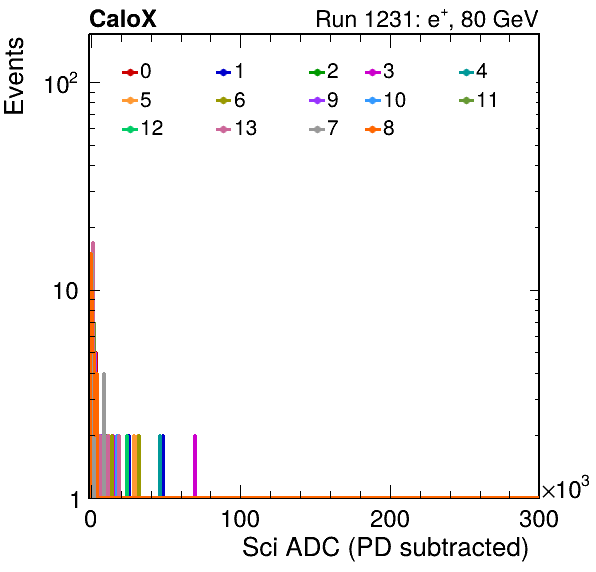 CaloX Run 1231: e⁺, 80 GeV
Events
0 1 2 3 4
5 6 9 10 11
12 13 7 8
10²
10
1
0 100 200 300
×10³
Sci ADC (PD subtracted)